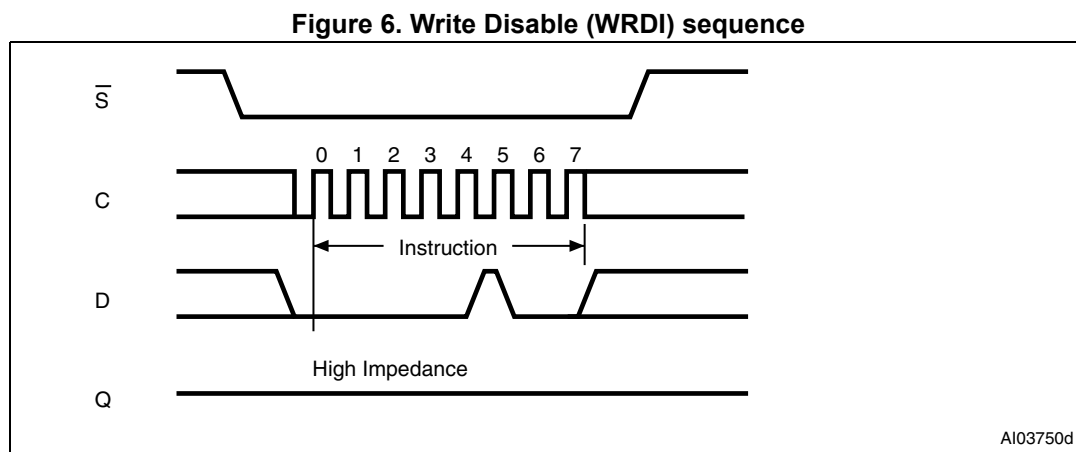 Figure 6. Write Disable (WRDI) sequence
S̅
0 1 2 3 4 5 6 7
C
Instruction
D
High Impedance
Q
AI03750d